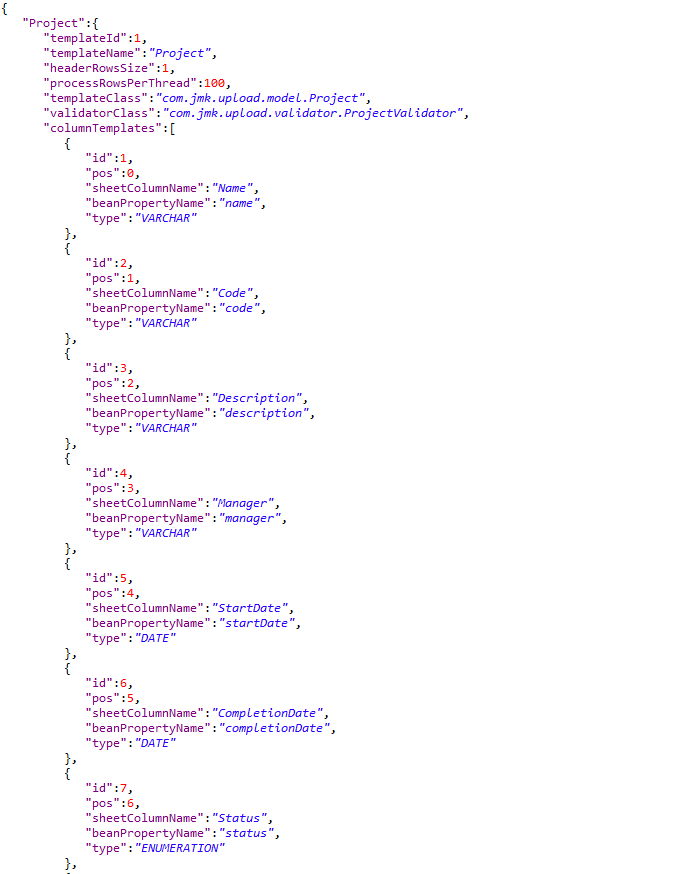 {
   "Project":{
      "templateId":1,
      "templateName":"Project",
      "headerRowsSize":1,
      "processRowsPerThread":100,
      "templateClass":"com.jmk.upload.model.Project",
      "validatorClass":"com.jmk.upload.validator.ProjectValidator",
      "columnTemplates":[
         {
            "id":1,
            "pos":0,
            "sheetColumnName":"Name",
            "beanPropertyName":"name",
            "type":"VARCHAR"
         },
         {
            "id":2,
            "pos":1,
            "sheetColumnName":"Code",
            "beanPropertyName":"code",
            "type":"VARCHAR"
         },
         {
            "id":3,
            "pos":2,
            "sheetColumnName":"Description",
            "beanPropertyName":"description",
            "type":"VARCHAR"
         },
         {
            "id":4,
            "pos":3,
            "sheetColumnName":"Manager",
            "beanPropertyName":"manager",
            "type":"VARCHAR"
         },
         {
            "id":5,
            "pos":4,
            "sheetColumnName":"StartDate",
            "beanPropertyName":"startDate",
            "type":"DATE"
         },
         {
            "id":6,
            "pos":5,
            "sheetColumnName":"CompletionDate",
            "beanPropertyName":"completionDate",
            "type":"DATE"
         },
         {
            "id":7,
            "pos":6,
            "sheetColumnName":"Status",
            "beanPropertyName":"status",
            "type":"ENUMERATION"
         },